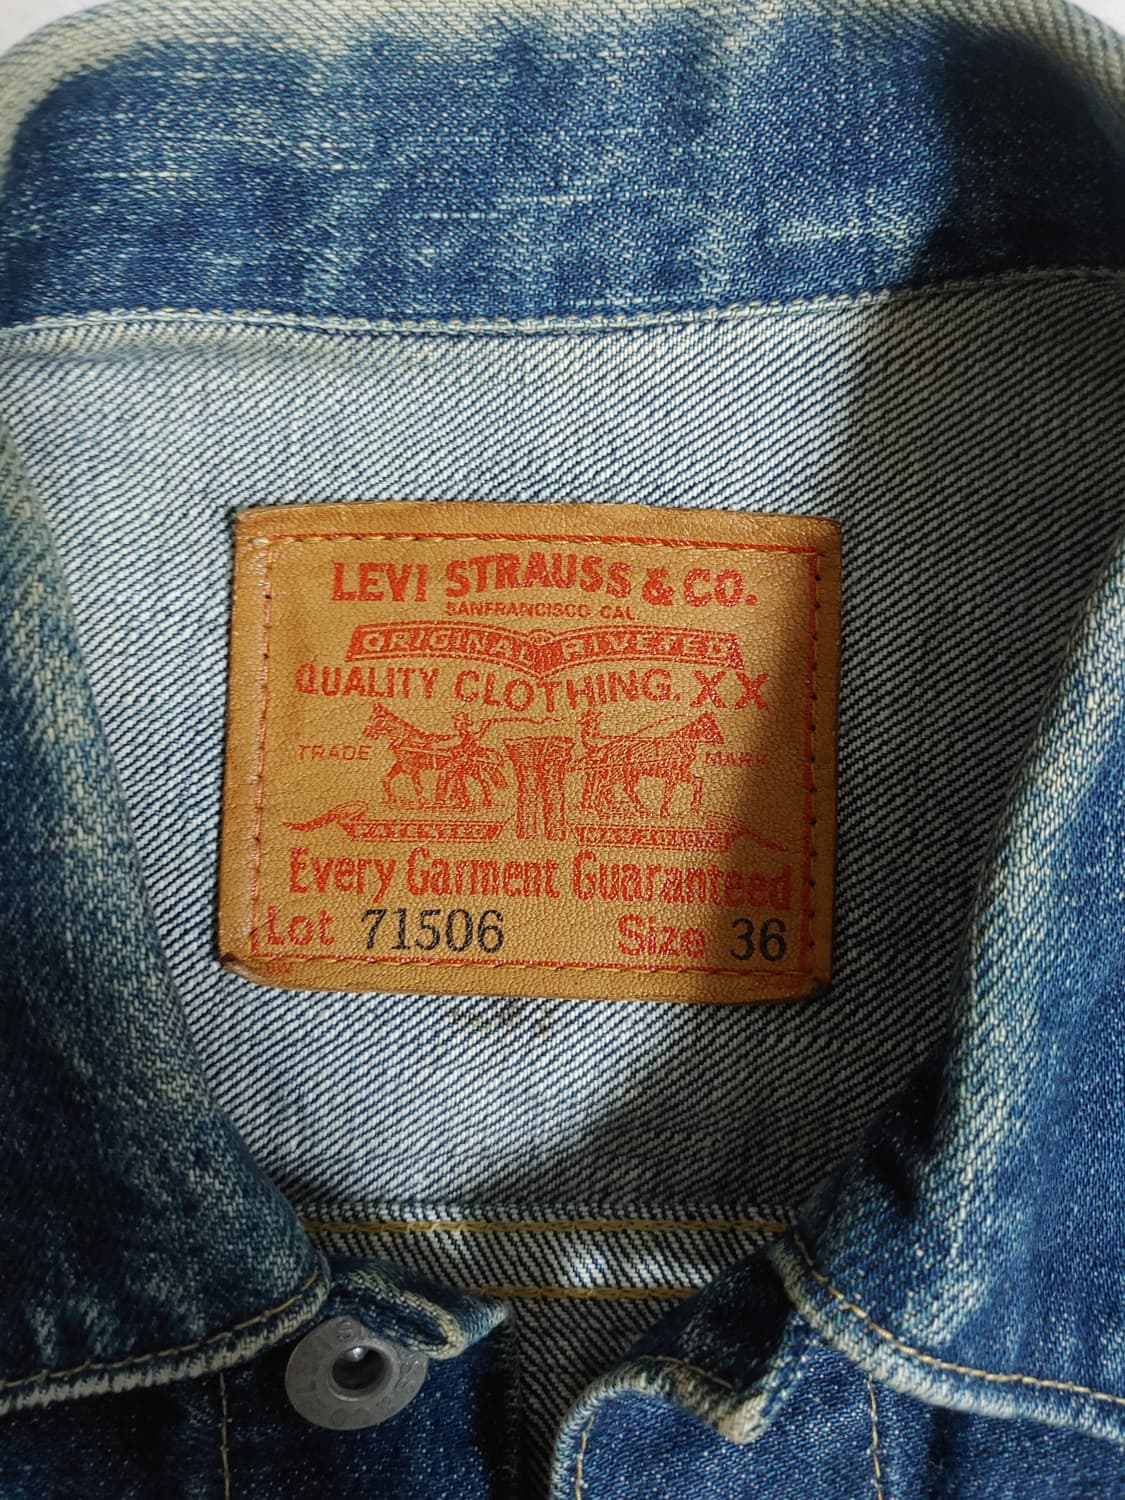 LEVI STRAUSS & CO.
SANFRANCISCO CAL
ORIGINAL RIVETED
QUALITY CLOTHING. XX
TRADE MARK
PATENTED
Every Garment Guaranteed
Lot 71506 Size 36